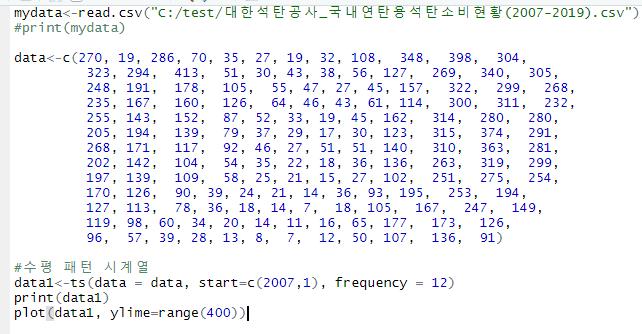 mydata<-read.csv("C:/test/대한석탄공사_국내연탄용석탄소비현황(2007-2019).csv")
#print(mydata)
data<-c(270, 19, 286, 70, 35, 27, 19, 32, 108, 348, 398, 304,
323, 294, 413, 51, 30, 43, 38, 56, 127, 269, 340, 305,
248, 191, 178, 105, 55, 47, 27, 45, 157, 322, 299, 268,
235, 167, 160, 126, 64, 46, 43, 61, 114, 300, 311, 232,
255, 143, 152, 87, 52, 33, 19, 45, 162, 314, 280, 280,
205, 194, 139, 79, 37, 29, 17, 30, 123, 315, 374, 291,
268, 171, 117, 92, 46, 27, 51, 51, 140, 310, 363, 281,
202, 142, 104, 54, 35, 22, 18, 36, 136, 263, 319, 299,
197, 139, 109, 58, 25, 21, 15, 27, 102, 251, 275, 254,
170, 126, 90, 39, 24, 21, 14, 36, 93, 195, 253, 194,
127, 113, 78, 36, 18, 14, 7, 18, 105, 167, 247, 149,
119, 98, 60, 34, 20, 14, 11, 16, 65, 177, 173, 126,
96, 57, 39, 28, 13, 8, 7, 12, 50, 107, 136, 91)
#수평 패턴 시계열
data1<-ts(data = data, start=c(2007,1), frequency = 12)
print(data1)
plot(data1, ylime=range(400))